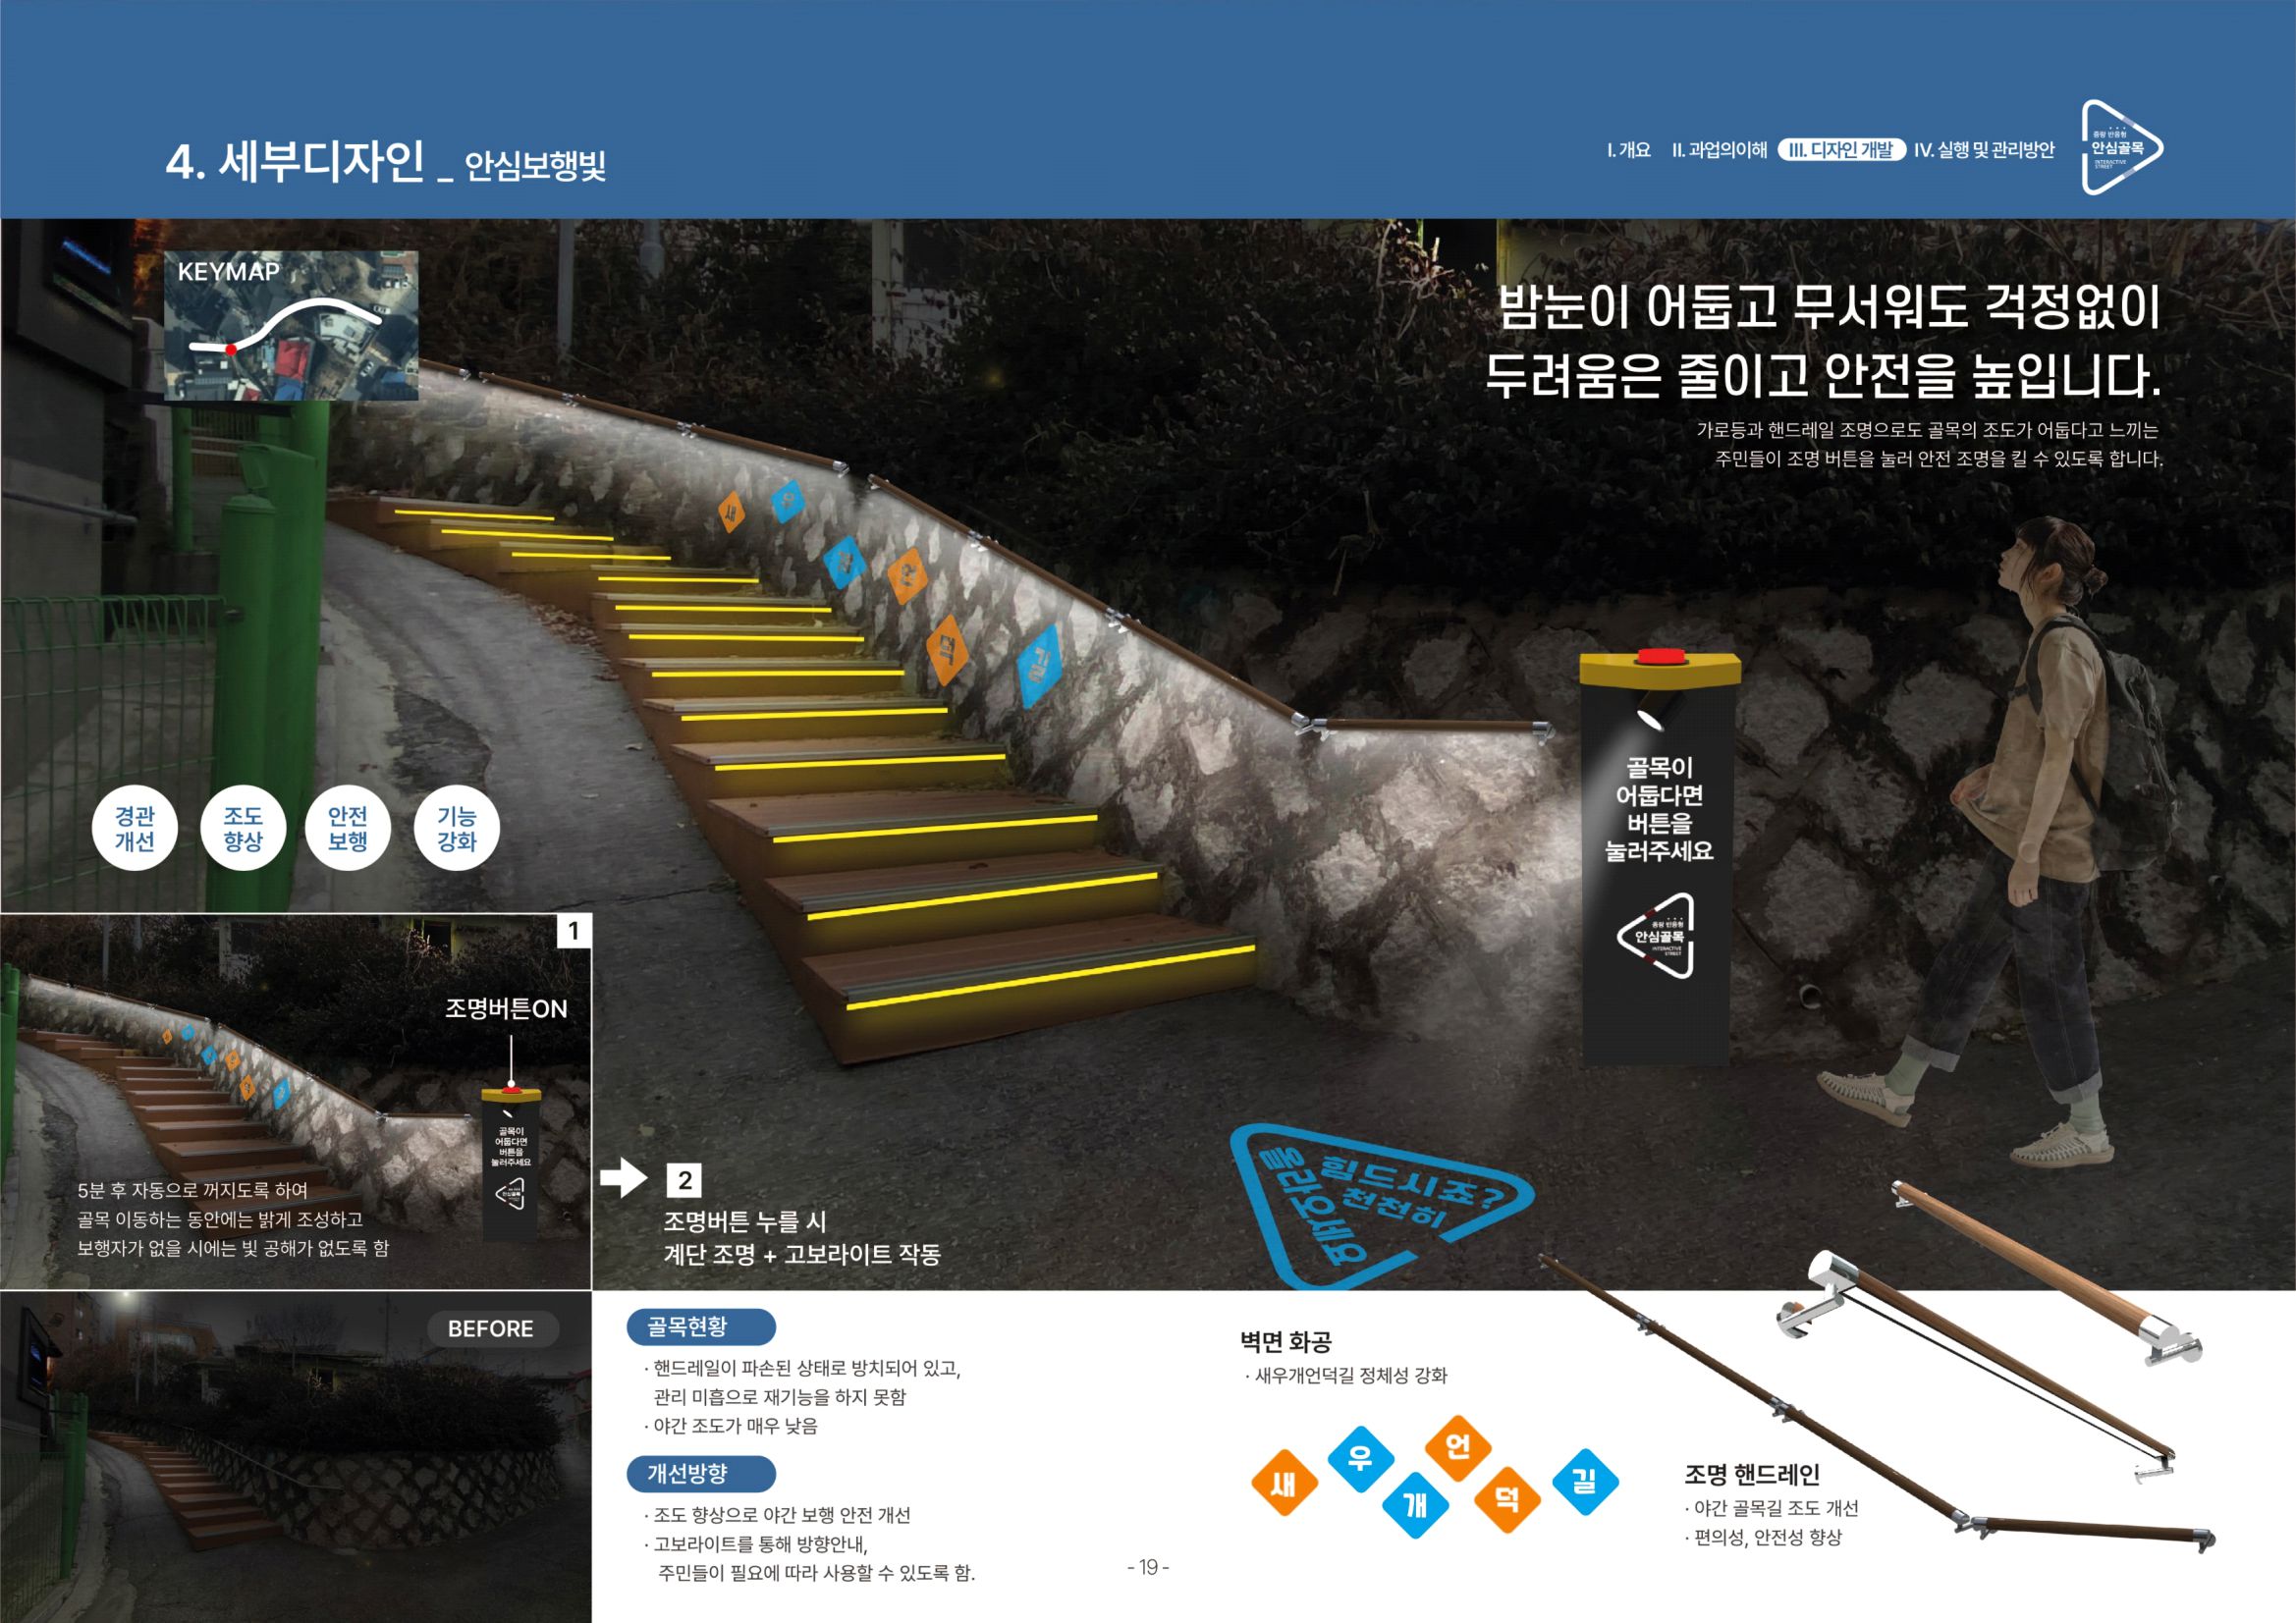 4. 세부디자인 _ 안심보행빛
I. 개요 II. 과업의이해 III. 디자인 개발 IV. 실행 및 관리방안
중랑 반응형
안심골목
INTERACTIVE
STREET
KEYMAP
밤눈이 어둡고 무서워도 걱정없이
두려움은 줄이고 안전을 높입니다.
가로등과 핸드레일 조명으로도 골목의 조도가 어둡다고 느끼는
주민들이 조명 버튼을 눌러 안전 조명을 킬 수 있도록 합니다.
새 우 개 언 덕 길
골목이
어둡다면
버튼을
눌러주세요
중랑 반응형
안심골목
INTERACTIVE
STREET
경관
개선
조도
향상
안전
보행
기능
강화
1
조명버튼ON
골목이
어둡다면
버튼을
눌러주세요
5분 후 자동으로 꺼지도록 하여
골목 이동하는 동안에는 밝게 조성하고
보행자가 없을 시에는 빛 공해가 없도록 함
2
조명버튼 누를 시
계단 조명 + 고보라이트 작동
힘드시죠?
천천히
올라오세요
BEFORE
골목현황
· 핸드레일이 파손된 상태로 방치되어 있고,
관리 미흡으로 재기능을 하지 못함
· 야간 조도가 매우 낮음
개선방향
· 조도 향상으로 야간 보행 안전 개선
· 고보라이트를 통해 방향안내,
주민들이 필요에 따라 사용할 수 있도록 함.
벽면 화공
· 새우개언덕길 정체성 강화
새 우 개 언 덕 길
조명 핸드레인
· 야간 골목길 조도 개선
· 편의성, 안전성 향상
- 19 -